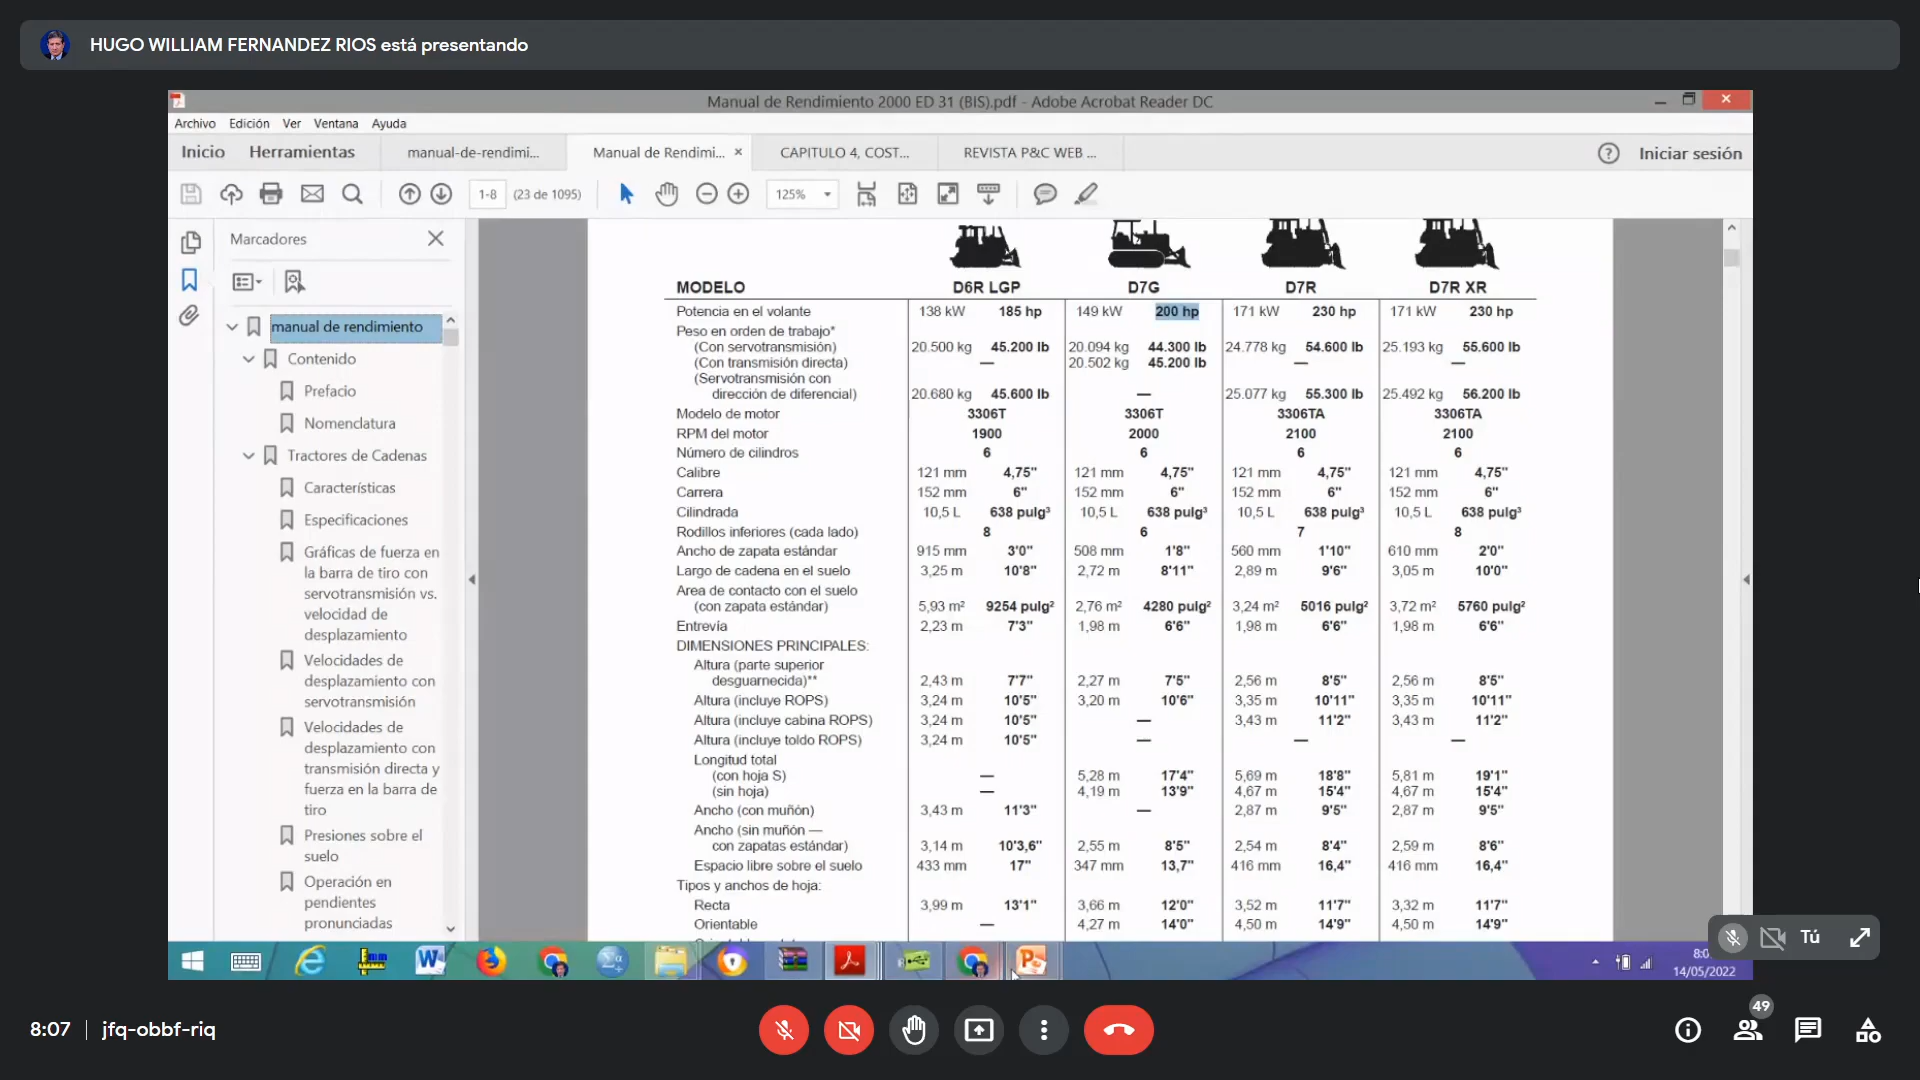 HUGO WILLIAM FERNANDEZ RIOS está presentando
Manual de Rendimiento 2000 ED 31 (BIS).pdf - Adobe Acrobat Reader DC
Archivo Edición Ver Ventana Ayuda
Inicio Herramientas manual-de-rendimi... Manual de Rendimi... × CAPITULO 4, COST... REVISTA P&C WEB ... Iniciar sesión
1-8 (23 de 1095) 125%
Marcadores
manual de rendimiento
Contenido
Prefacio
Nomenclatura
Tractores de Cadenas
Características
Especificaciones
Gráficas de fuerza en
la barra de tiro con
servotransmisión vs.
velocidad de
desplazamiento
Velocidades de
desplazamiento con
servotransmisión
Velocidades de
desplazamiento con
transmisión directa y
fuerza en la barra de
tiro
Presiones sobre el
suelo
Operación en
pendientes
pronunciadas
MODELO D6R LGP D7G D7R D7R XR
Potencia en el volante 138 kW 185 hp 149 kW 200 hp 171 kW 230 hp 171 kW 230 hp
Peso en orden de trabajo*
(Con servotransmisión) 20.500 kg 45.200 lb 20.094 kg 44.300 lb 24.778 kg 54.600 lb 25.193 kg 55.600 lb
(Con transmisión directa) — 20.502 kg 45.200 lb — —
(Servotransmisión con
dirección de diferencial) 20.680 kg 45.600 lb — 25.077 kg 55.300 lb 25.492 kg 56.200 lb
Modelo de motor 3306T 3306T 3306TA 3306TA
RPM del motor 1900 2000 2100 2100
Número de cilindros 6 6 6 6
Calibre 121 mm 4,75" 121 mm 4,75" 121 mm 4,75" 121 mm 4,75"
Carrera 152 mm 6" 152 mm 6" 152 mm 6" 152 mm 6"
Cilindrada 10,5 L 638 pulg³ 10,5 L 638 pulg³ 10,5 L 638 pulg³ 10,5 L 638 pulg³
Rodillos inferiores (cada lado) 8 6 7 8
Ancho de zapata estándar 915 mm 3'0" 508 mm 1'8" 560 mm 1'10" 610 mm 2'0"
Largo de cadena en el suelo 3,25 m 10'8" 2,72 m 8'11" 2,89 m 9'6" 3,05 m 10'0"
Area de contacto con el suelo
(con zapata estándar) 5,93 m² 9254 pulg² 2,76 m² 4280 pulg² 3,24 m² 5016 pulg² 3,72 m² 5760 pulg²
Entrevía 2,23 m 7'3" 1,98 m 6'6" 1,98 m 6'6" 1,98 m 6'6"
DIMENSIONES PRINCIPALES:
Altura (parte superior
desguarnecida)** 2,43 m 7'7" 2,27 m 7'5" 2,56 m 8'5" 2,56 m 8'5"
Altura (incluye ROPS) 3,24 m 10'5" 3,20 m 10'6" 3,35 m 10'11" 3,35 m 10'11"
Altura (incluye cabina ROPS) 3,24 m 10'5" — 3,43 m 11'2" 3,43 m 11'2"
Altura (incluye toldo ROPS) 3,24 m 10'5" — — —
Longitud total
(con hoja S) — 5,28 m 17'4" 5,69 m 18'8" 5,81 m 19'1"
(sin hoja) — 4,19 m 13'9" 4,67 m 15'4" 4,67 m 15'4"
Ancho (con muñón) 3,43 m 11'3" — 2,87 m 9'5" 2,87 m 9'5"
Ancho (sin muñón —
con zapatas estándar) 3,14 m 10'3,6" 2,55 m 8'5" 2,54 m 8'4" 2,59 m 8'6"
Espacio libre sobre el suelo 433 mm 17" 347 mm 13,7" 416 mm 16,4" 416 mm 16,4"
Tipos y anchos de hoja:
Recta 3,99 m 13'1" 3,66 m 12'0" 3,52 m 11'7" 3,32 m 11'7"
Orientable — 4,27 m 14'0" 4,50 m 14'9" 4,50 m 14'9"
Tú
14/05/2022
8:07 jfq-obbf-riq
49